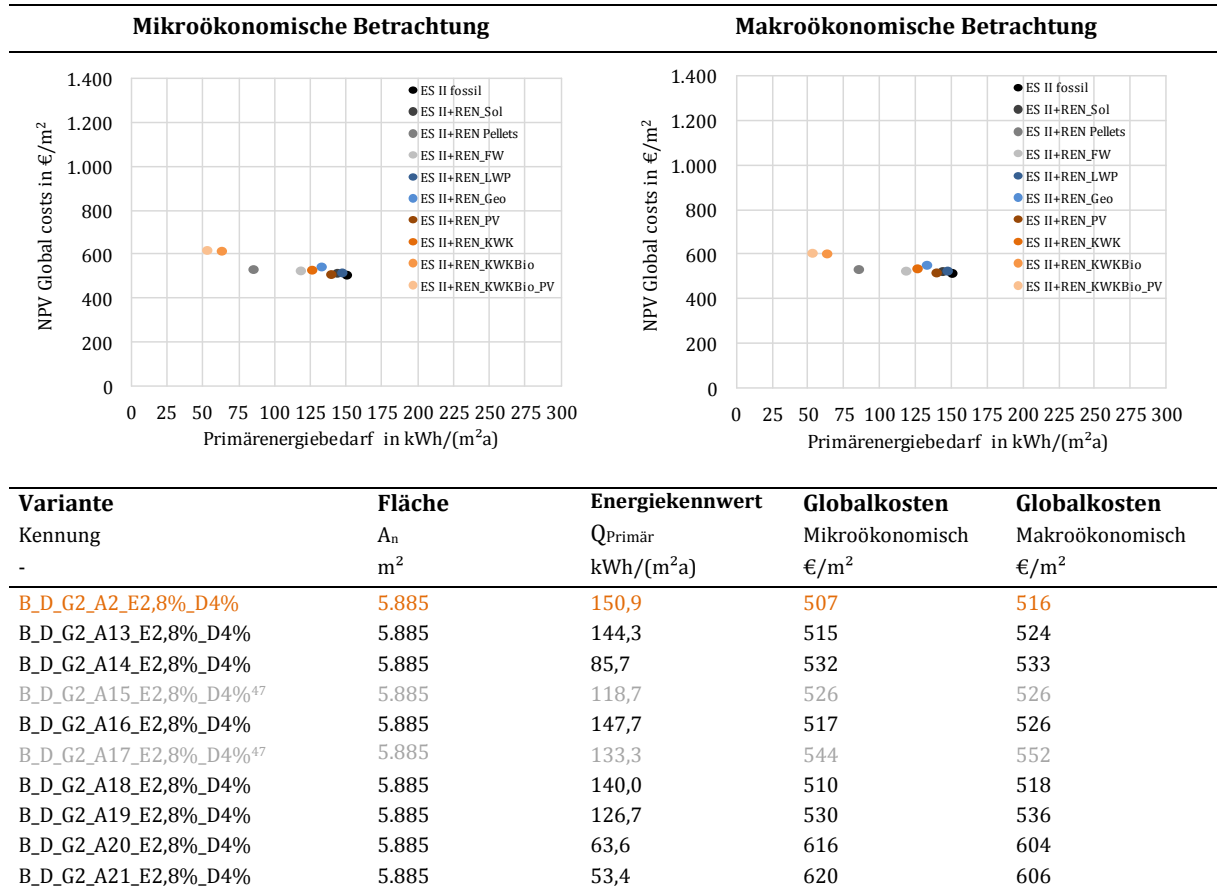 Mikroökonomische Betrachtung
Makroökonomische Betrachtung
NPV Global costs in €/m²
1.400
1.200
1.000
800
600
400
200
0
0 25 50 75 100 125 150 175 200 225 250 275 300
Primärenergiebedarf in kWh/(m²a)
ES II fossil
ES II+REN_Sol
ES II+REN Pellets
ES II+REN_FW
ES II+REN_LWP
ES II+REN_Geo
ES II+REN_PV
ES II+REN_KWK
ES II+REN_KWKBio
ES II+REN_KWKBio_PV
NPV Global costs in €/m²
1.400
1.200
1.000
800
600
400
200
0
0 25 50 75 100 125 150 175 200 225 250 275 300
Primärenergiebedarf in kWh/(m²a)
ES II fossil
ES II+REN_Sol
ES II+REN Pellets
ES II+REN_FW
ES II+REN_LWP
ES II+REN_Geo
ES II+REN_PV
ES II+REN_KWK
ES II+REN_KWKBio
ES II+REN_KWKBio_PV
Variante Fläche Energiekennwert Globalkosten Globalkosten
Kennung An QPrimär Mikroökonomisch Makroökonomisch
- m² kWh/(m²a) €/m² €/m²
B_D_G2_A2_E2,8%_D4% 5.885 150,9 507 516
B_D_G2_A13_E2,8%_D4% 5.885 144,3 515 524
B_D_G2_A14_E2,8%_D4% 5.885 85,7 532 533
B_D_G2_A15_E2,8%_D4%⁴⁷ 5.885 118,7 526 526
B_D_G2_A16_E2,8%_D4% 5.885 147,7 517 526
B_D_G2_A17_E2,8%_D4%⁴⁷ 5.885 133,3 544 552
B_D_G2_A18_E2,8%_D4% 5.885 140,0 510 518
B_D_G2_A19_E2,8%_D4% 5.885 126,7 530 536
B_D_G2_A20_E2,8%_D4% 5.885 63,6 616 604
B_D_G2_A21_E2,8%_D4% 5.885 53,4 620 606